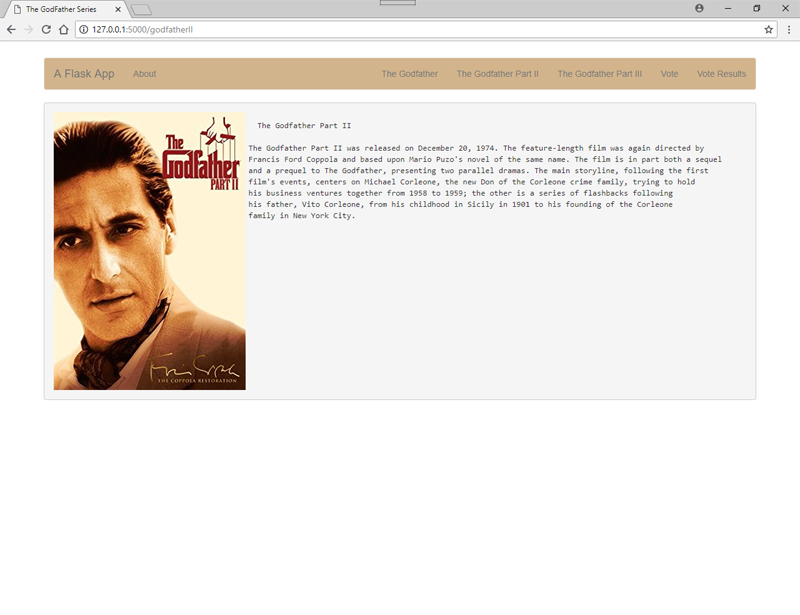 The GodFather Series
127.0.0.1:5000/godfatherII
A Flask App About The Godfather The Godfather Part II The Godfather Part III Vote Vote Results
The
Godfather
PART II
THE COPPOLA RESTORATION
The Godfather Part II
The Godfather Part II was released on December 20, 1974. The feature-length film was again directed by
Francis Ford Coppola and based upon Mario Puzo's novel of the same name. The film is in part both a sequel
and a prequel to The Godfather, presenting two parallel dramas. The main storyline, following the first
film's events, centers on Michael Corleone, the new Don of the Corleone crime family, trying to hold
his business ventures together from 1958 to 1959; the other is a series of flashbacks following
his father, Vito Corleone, from his childhood in Sicily in 1901 to his founding of the Corleone
family in New York City.